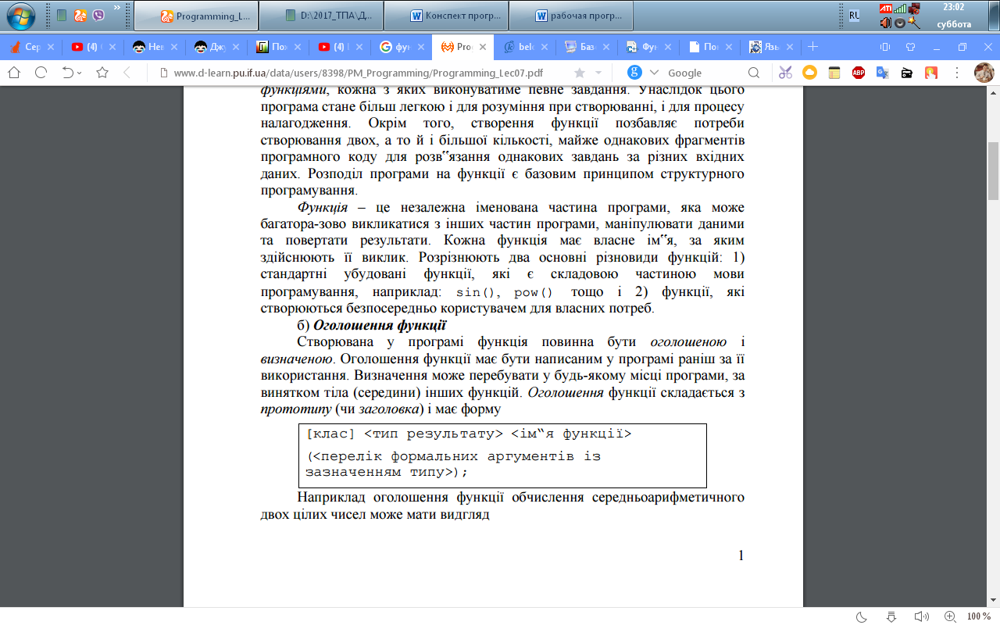 Programming_L...
D:\2017_ТПА\Д...
Конспект прогр...
рабочая прогр...
RU
23:02
суббота
Сер
(4)
Нев
Джу
Пох
(4)
фун
Prog
belc
Баз
Фун
Пог
Язы
www.d-learn.pu.if.ua/data/users/8398/PM_Programming/Programming_Lec07.pdf
Google
функціями, кожна з яких виконуватиме певне завдання. Унаслідок цього
програма стане більш легкою і для розуміння при створюванні, і для процесу
налагодження. Окрім того, створення функції позбавляє потреби
створювання двох, а то й і більшої кількості, майже однакових фрагментів
програмного коду для розв‟язання однакових завдань за різних вхідних
даних. Розподіл програми на функції є базовим принципом структурного
програмування.
Функція – це незалежна іменована частина програми, яка може
багатора-зово викликатися з інших частин програми, маніпулювати даними
та повертати результати. Кожна функція має власне ім‟я, за яким
здійснюють її виклик. Розрізнюють два основні різновиди функцій: 1)
стандартні убудовані функції, які є складовою частиною мови
програмування, наприклад: sin(), pow() тощо і 2) функції, які
створюються безпосередньо користувачем для власних потреб.
б) Оголошення функції
Створювана у програмі функція повинна бути оголошеною і
визначеною. Оголошення функції має бути написаним у програмі раніш за її
використання. Визначення може перебувати у будь-якому місці програми, за
винятком тіла (середини) інших функцій. Оголошення функції складається з
прототипу (чи заголовка) і має форму
[клас] <тип результату> <ім‟я функції>
(<перелік формальних аргументів із
зазначенням типу>);
Наприклад оголошення функції обчислення середньоарифметичного
двох цілих чисел може мати видгляд
1
100 %